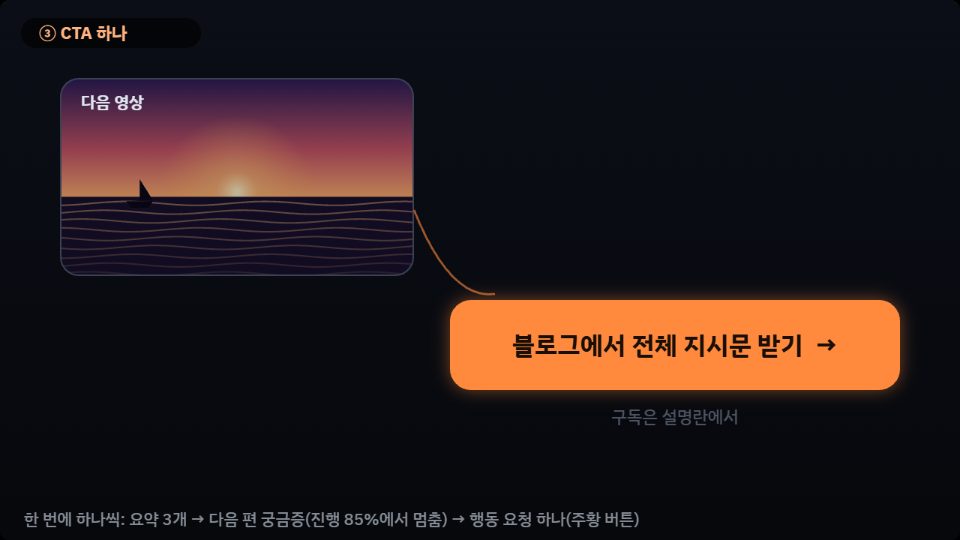 ③ CTA 하나
다음 영상
블로그에서 전체 지시문 받기 →
구독은 설명란에서
한 번에 하나씩: 요약 3개 → 다음 편 궁금증(진행 85%에서 멈춤) → 행동 요청 하나(주황 버튼)